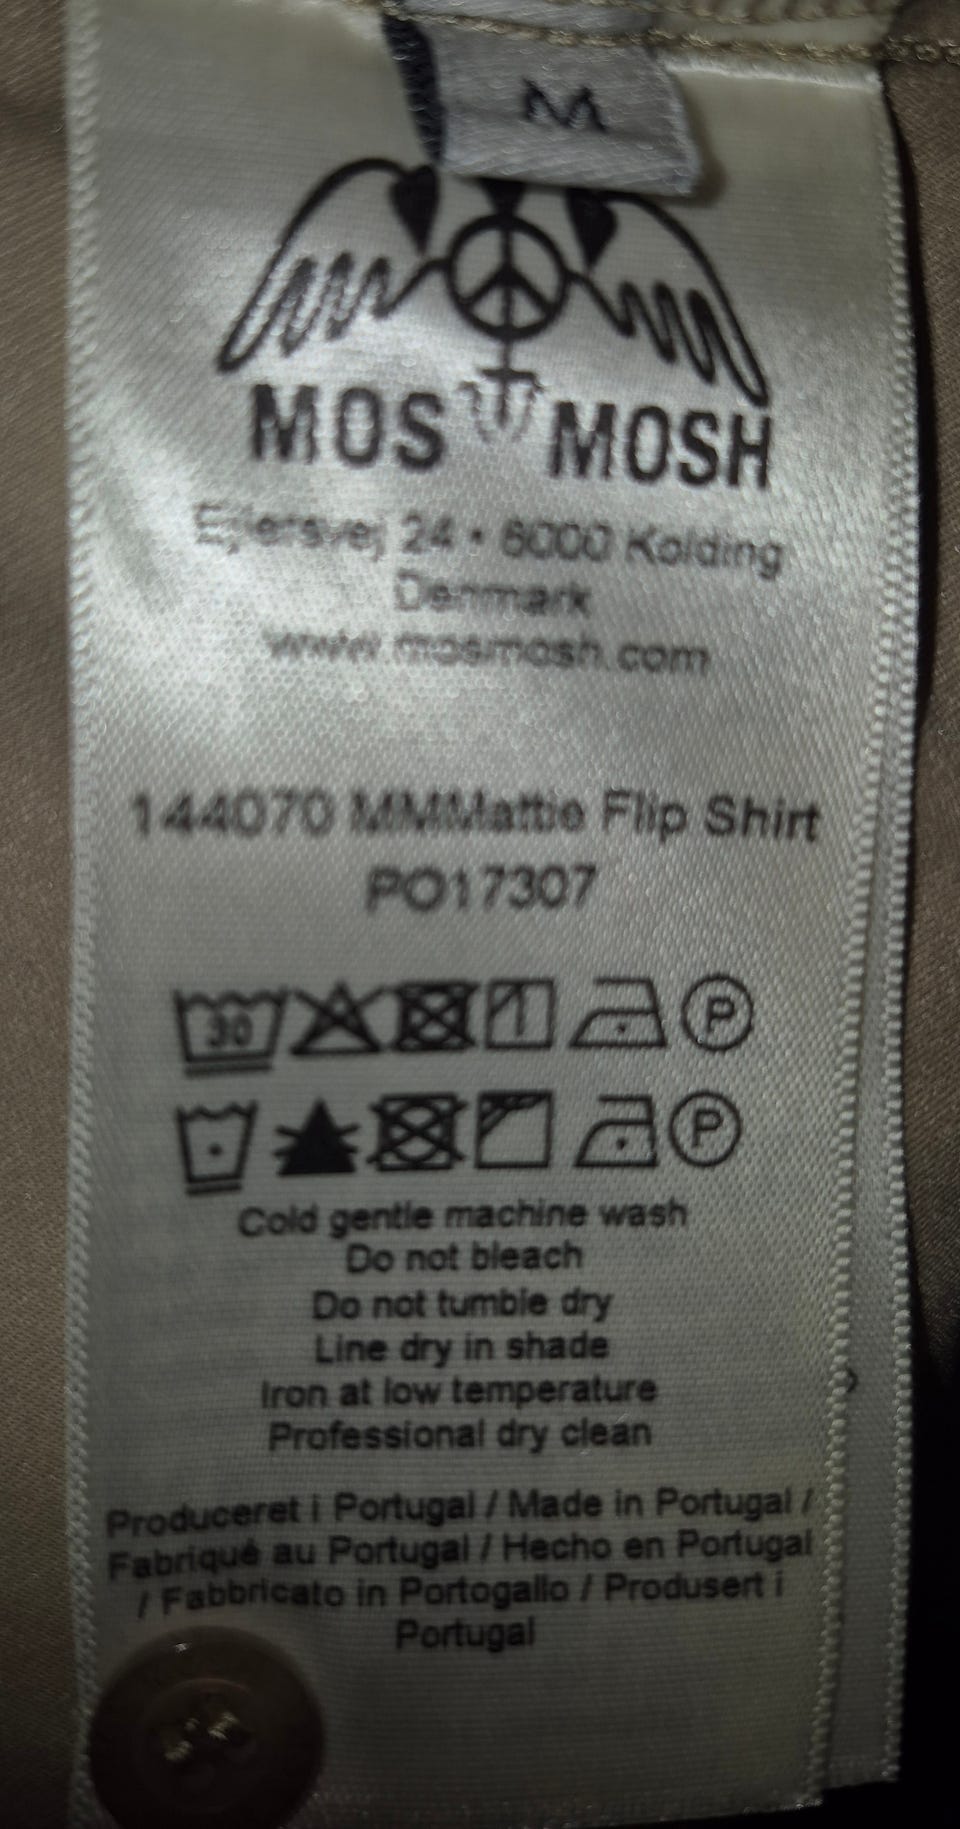 M
MOS MOSH
Ejlersvej 24 • 6000 Kolding
Denmark
www.mosmosh.com
144070 MMMattie Flip Shirt
PO17307
30
P
P
Cold gentle machine wash
Do not bleach
Do not tumble dry
Line dry in shade
Iron at low temperature
Professional dry clean
Produceret i Portugal / Made in Portugal /
Fabriqué au Portugal / Hecho en Portugal
/ Fabbricato in Portogallo / Produsert i
Portugal